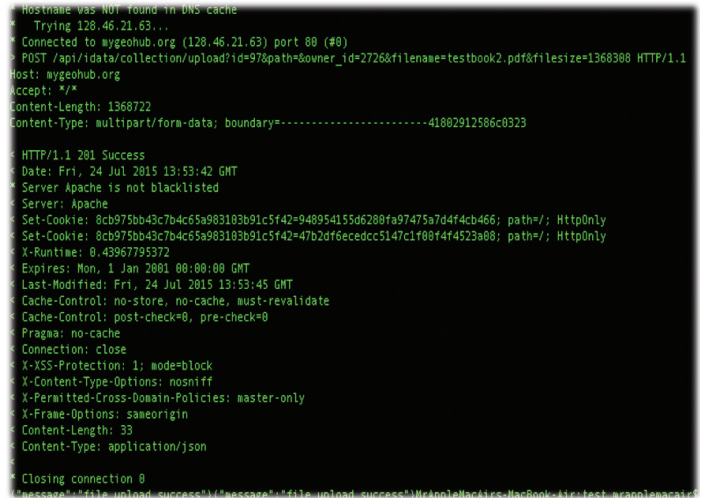 * Hostname was NOT found in DNS cache
*   Trying 128.46.21.63...
* Connected to mygeohub.org (128.46.21.63) port 80 (#0)
> POST /api/idata/collection/upload?id=97&path=&owner_id=2726&filename=testbook2.pdf&filesize=1368308 HTTP/1.1
Host: mygeohub.org
Accept: */*
Content-Length: 1368722
Content-Type: multipart/form-data; boundary=------------------------41802912586c0323
< HTTP/1.1 201 Success
< Date: Fri, 24 Jul 2015 13:53:42 GMT
* Server Apache is not blacklisted
< Server: Apache
< Set-Cookie: 8cb975bb43c7b4c65a983103b91c5f42=948954155d6280fa97475a7d4f4cb466; path=/; HttpOnly
< Set-Cookie: 8cb975bb43c7b4c65a983103b91c5f42=47b2df6ecedcc5147c1f00f4f4523a08; path=/; HttpOnly
< X-Runtime: 0.43967795372
< Expires: Mon, 1 Jan 2001 00:00:00 GMT
< Last-Modified: Fri, 24 Jul 2015 13:53:45 GMT
< Cache-Control: no-store, no-cache, must-revalidate
< Cache-Control: post-check=0, pre-check=0
< Pragma: no-cache
< Connection: close
< X-XSS-Protection: 1; mode=block
< X-Content-Type-Options: nosniff
< X-Permitted-Cross-Domain-Policies: master-only
< X-Frame-Options: sameorigin
< Content-Length: 33
< Content-Type: application/json
<
* Closing connection 0
{"message":"file upload success"}{"message":"file upload success"}MrAppleMacAirs-MacBook-Air:test mrapplemacair$